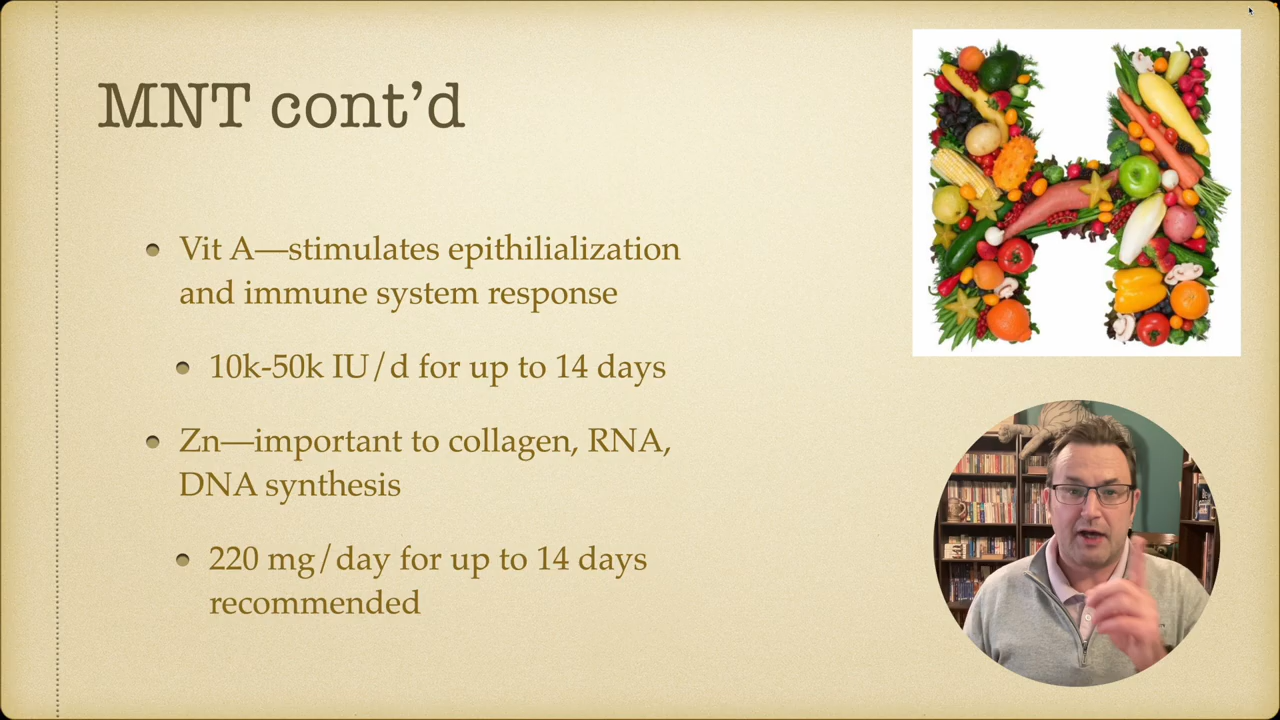 MNT cont’d
Vit A—stimulates epithilialization
and immune system response
10k-50k IU/d for up to 14 days
Zn—important to collagen, RNA,
DNA synthesis
220 mg/day for up to 14 days
recommended